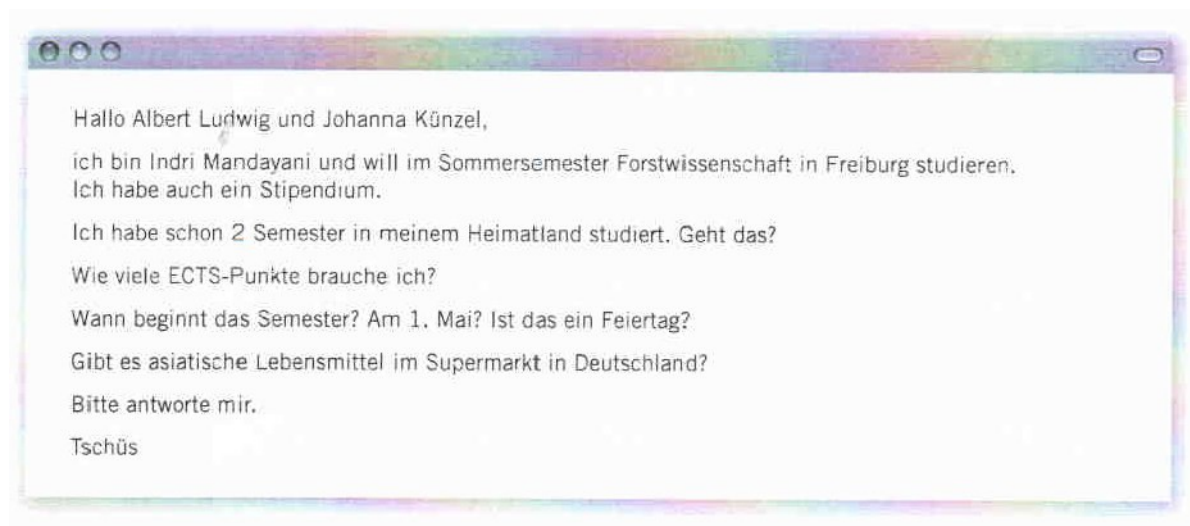 Hallo Albert Ludwig und Johanna Künzel,
ich bin Indri Mandayani und will im Sommersemester Forstwissenschaft in Freiburg studieren.
Ich habe auch ein Stipendium.
Ich habe schon 2 Semester in meinem Heimatland studiert. Geht das?
Wie viele ECTS-Punkte brauche ich?
Wann beginnt das Semester? Am 1. Mai? Ist das ein Feiertag?
Gibt es asiatische Lebensmittel im Supermarkt in Deutschland?
Bitte antworte mir.
Tschüs